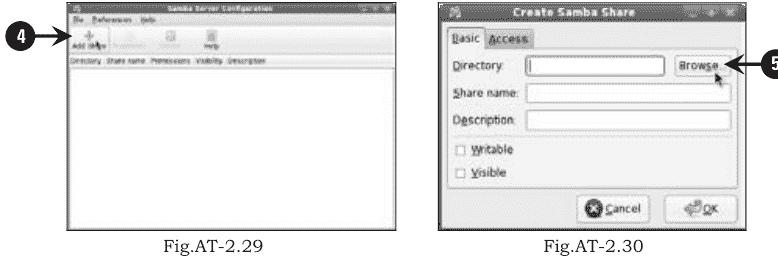 Samba Server Configuration
File Preferences Help
4
Add Share Properties Delete Help
Directory Share name Permissions Visibility Description
Fig.AT-2.29
Create Samba Share
Basic Access
Directory: Browse...
5
Share name:
Description:
Writable
Visible
Cancel OK
Fig.AT-2.30